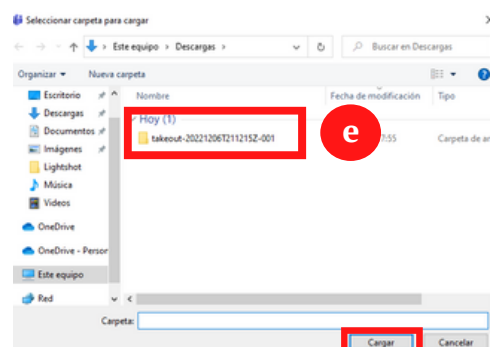 Seleccionar carpeta para cargar
Este equipo > Descargas >
Buscar en Descargas
Organizar
Nueva carpeta
Nombre
Fecha de modificación
Tipo
Escritorio
Descargas
Documentos
Imágenes
Lightshot
Música
Videos
OneDrive
OneDrive - Person
Este equipo
Red
Hoy (1)
takeout-20221206T211215Z-001
e
7:55
Carpeta de ar
Carpeta:
Cargar
Cancelar